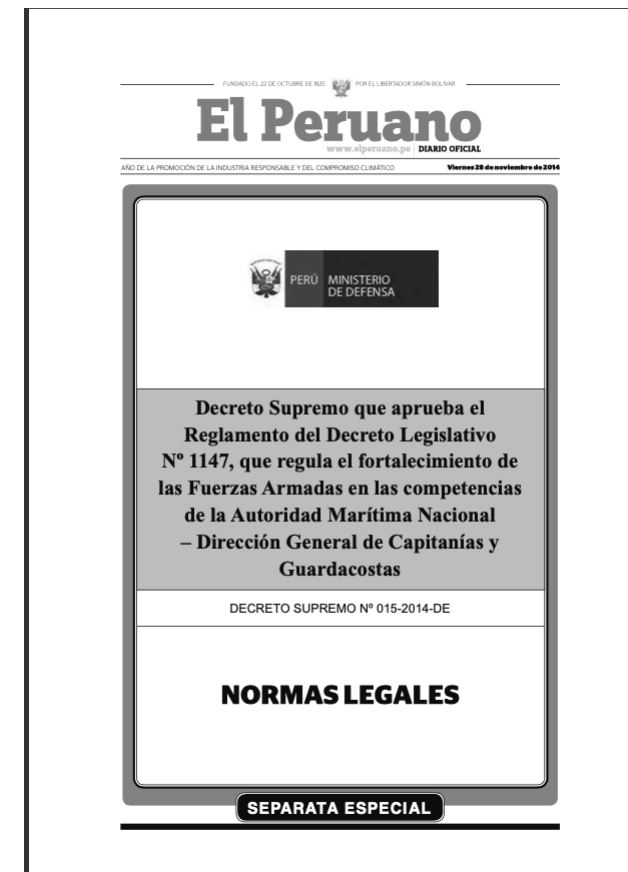 FUNDADO EL 22 DE OCTUBRE DE 1825 POR EL LIBERTADOR SIMÓN BOLÍVAR
El Peruano
www.elperuano.pe | DIARIO OFICIAL
AÑO DE LA PROMOCIÓN DE LA INDUSTRIA RESPONSABLE Y DEL COMPROMISO CLIMÁTICO Viernes 28 de noviembre de 2014
PERÚ MINISTERIO
DE DEFENSA
Decreto Supremo que aprueba el
Reglamento del Decreto Legislativo
Nº 1147, que regula el fortalecimiento de
las Fuerzas Armadas en las competencias
de la Autoridad Marítima Nacional
– Dirección General de Capitanías y
Guardacostas
DECRETO SUPREMO Nº 015-2014-DE
NORMAS LEGALES
SEPARATA ESPECIAL